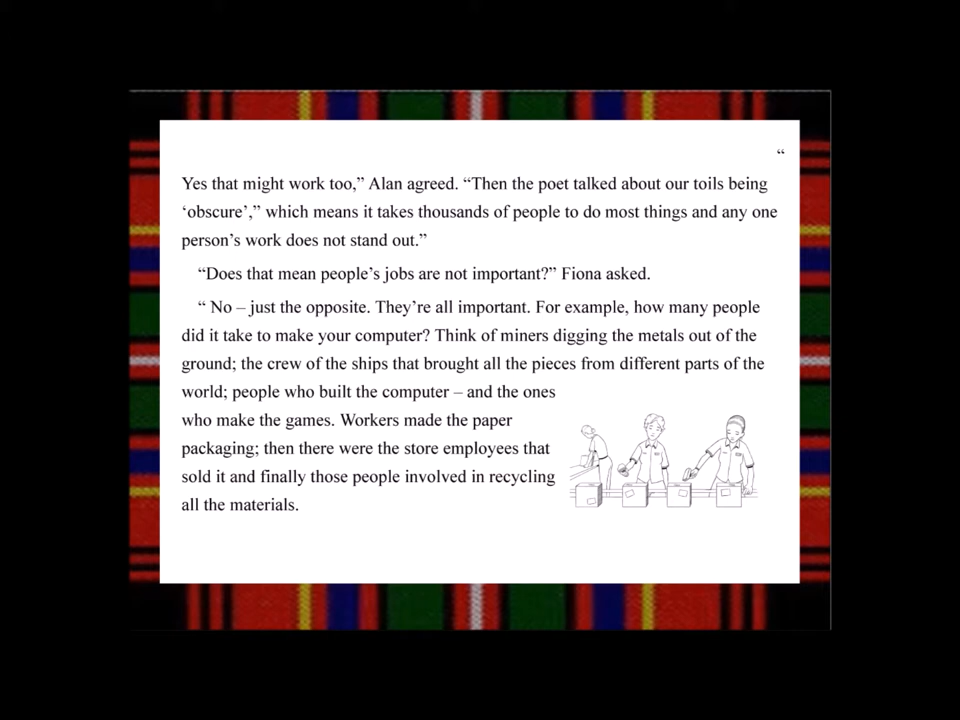 “
Yes that might work too,” Alan agreed. “Then the poet talked about our toils being
‘obscure’,” which means it takes thousands of people to do most things and any one
person’s work does not stand out.”
“Does that mean people’s jobs are not important?” Fiona asked.
“ No – just the opposite. They’re all important. For example, how many people
did it take to make your computer? Think of miners digging the metals out of the
ground; the crew of the ships that brought all the pieces from different parts of the
world; people who built the computer – and the ones
who make the games. Workers made the paper
packaging; then there were the store employees that
sold it and finally those people involved in recycling
all the materials.